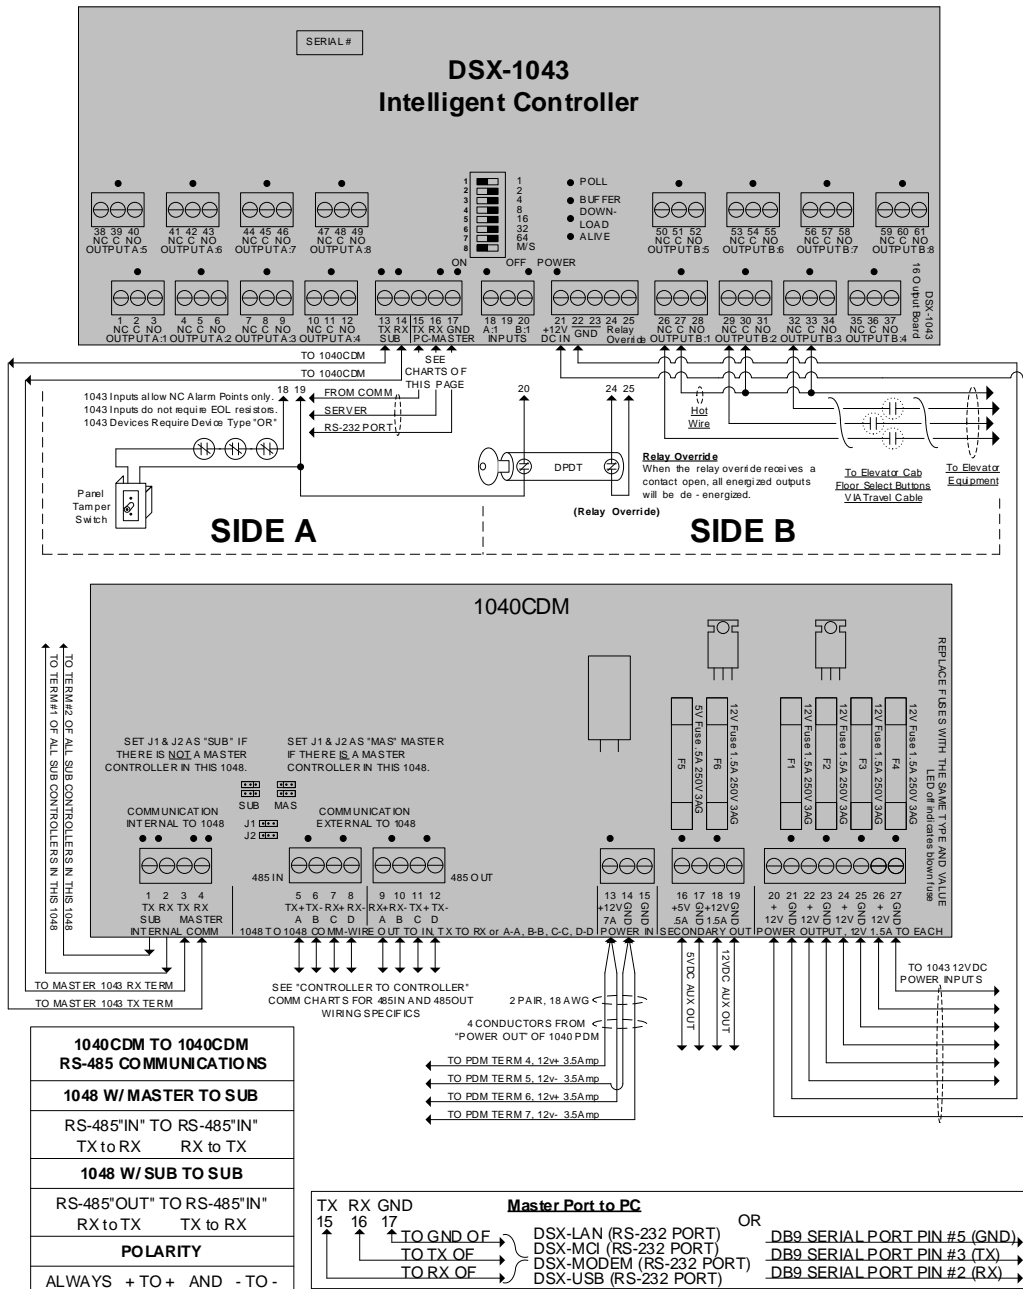 SERIAL #
DSX-1043
Intelligent Controller
1 1
2 2
3 4
4 8
5 16
6 32
7 64
8 M/S
ON OFF
POLL
BUFFER
DOWN-
LOAD
ALIVE
POWER
38 39 40
NC C NO
OUTPUT A:5
41 42 43
NC C NO
OUTPUT A:6
44 45 46
NC C NO
OUTPUT A:7
47 48 49
NC C NO
OUTPUT A:8
50 51 52
NC C NO
OUTPUT B:5
53 54 55
NC C NO
OUTPUT B:6
56 57 58
NC C NO
OUTPUT B:7
59 60 61
NC C NO
OUTPUT B:8
DSX-1043
16 Output Board
1 2 3
NC C NO
OUTPUT A:1
4 5 6
NC C NO
OUTPUT A:2
7 8 9
NC C NO
OUTPUT A:3
10 11 12
NC C NO
OUTPUT A:4
13 14 15 16 17
TX RX TX RX GND
SUB PC-MASTER
18 19 20
A:1 B:1
INPUTS
21 22 23 24 25
+12V GND Relay
DC IN Override
26 27 28
NC C NO
OUTPUT B:1
29 30 31
NC C NO
OUTPUT B:2
32 33 34
NC C NO
OUTPUT B:3
35 36 37
NC C NO
OUTPUT B:4
TO 1040CDM
TO 1040CDM
SEE
CHARTS OF
THIS PAGE
FROM COMM
SERVER
RS-232 PORT
18 19
20
24 25
1043 Inputs allow NC Alarm Points only.
1043 Inputs do not require EOL resistors.
1043 Devices Require Device Type "OR"
Panel
Tamper
Switch
DPDT
(Relay Override)
Relay Override
When the relay override receives a
contact open, all energized outputs
will be de - energized.
Hot
Wire
To Elevator Cab
Floor Select Buttons
VIA Travel Cable
To Elevator
Equipment
SIDE A
SIDE B
1040CDM
TO TERM #1 OF ALL SUB CONTROLLERS IN THIS 1048
TO TERM #2 OF ALL SUB CONTROLLERS IN THIS 1048
SET J1 & J2 AS "SUB" IF
THERE IS NOT A MASTER
CONTROLLER IN THIS 1048.
SET J1 & J2 AS "MAS" MASTER
IF THERE IS A MASTER
CONTROLLER IN THIS 1048.
SUB MAS
J1
J2
COMMUNICATION
INTERNAL TO 1048
COMMUNICATION
EXTERNAL TO 1048
485 IN
485 OUT
5V Fuse .5A 250V 3AG
F5
12V Fuse 1.5A 250V 3AG
F6
12V Fuse 1.5A 250V 3AG
F1
12V Fuse 1.5A 250V 3AG
F2
12V Fuse 1.5A 250V 3AG
F3
12V Fuse 1.5A 250V 3AG
F4
REPLACE FUSES WITH THE SAME TYPE AND VALUE
LED off indicates blown fuse
1 2 3 4
TX RX TX RX
SUB MASTER
INTERNAL COMM
5 6 7 8
TX+ TX- RX+ RX-
A B C D
9 10 11 12
RX+ RX- TX+ TX-
A B C D
1048 TO 1048 COMM-WIRE OUT TO IN, TX TO RX or A-A, B-B, C-C, D-D
13 14 15
+12V GND GND
7A
POWER IN
16 17 18 19
+5V GND +12V GND
.5A 1.5A
SECONDARY OUT
20 21 22 23 24 25 26 27
+ GND + GND + GND + GND
12V 12V 12V 12V
POWER OUTPUT, 12V 1.5A TO EACH
TO MASTER 1043 RX TERM
TO MASTER 1043 TX TERM
SEE "CONTROLLER TO CONTROLLER"
COMM CHARTS FOR 485IN AND 485OUT
WIRING SPECIFICS
2 PAIR, 18 AWG
4 CONDUCTORS FROM
"POWER OUT" OF 1040 PDM
5VDC AUX OUT
12VDC AUX OUT
TO 1043 12VDC
POWER INPUTS
TO PDM TERM 4, 12v+ 3.5Amp
TO PDM TERM 5, 12v- 3.5Amp
TO PDM TERM 6, 12v+ 3.5Amp
TO PDM TERM 7, 12v- 3.5Amp
1040CDM TO 1040CDM
RS-485 COMMUNICATIONS
1048 W/ MASTER TO SUB
RS-485"IN" TO RS-485"IN"
TX to RX RX to TX
1048 W/ SUB TO SUB
RS-485"OUT" TO RS-485"IN"
RX to TX TX to RX
POLARITY
ALWAYS + TO + AND - TO -
TX RX GND
15 16 17
Master Port to PC
TO GND OF
TO TX OF
TO RX OF
DSX-LAN (RS-232 PORT)
DSX-MCI (RS-232 PORT)
DSX-MODEM (RS-232 PORT)
DSX-USB (RS-232 PORT)
OR
DB9 SERIAL PORT PIN #5 (GND)
DB9 SERIAL PORT PIN #3 (TX)
DB9 SERIAL PORT PIN #2 (RX)